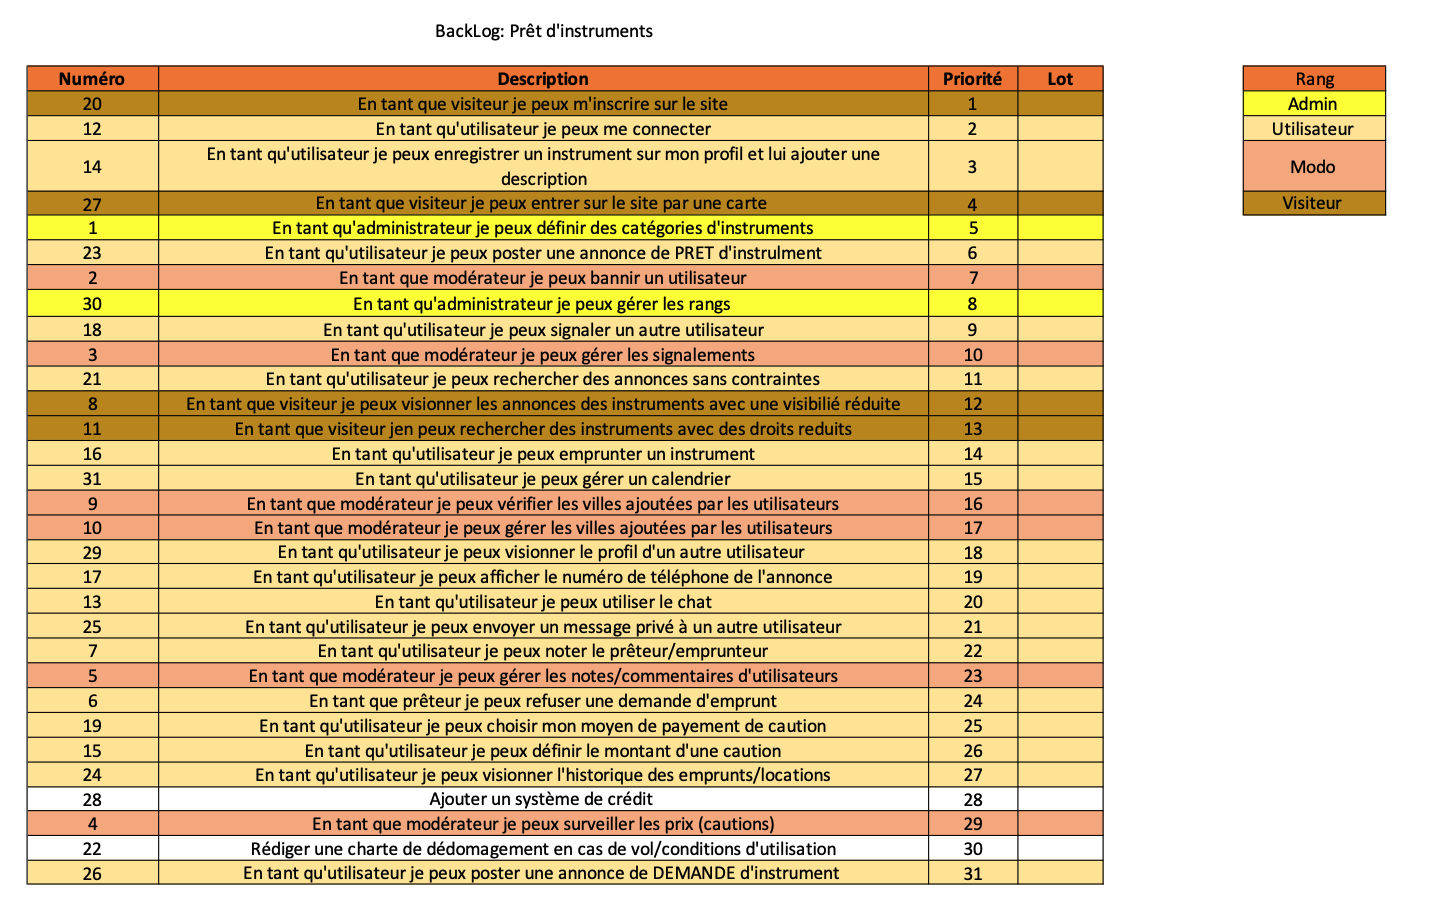 BackLog: Prêt d'instruments
Numéro Description Priorité Lot
20 En tant que visiteur je peux m'inscrire sur le site 1
12 En tant qu'utilisateur je peux me connecter 2
14 En tant qu'utilisateur je peux enregistrer un instrument sur mon profil et lui ajouter une
description 3
27 En tant que visiteur je peux entrer sur le site par une carte 4
1 En tant qu'administrateur je peux définir des catégories d'instruments 5
23 En tant qu'utilisateur je peux poster une annonce de PRET d'instrulment 6
2 En tant que modérateur je peux bannir un utilisateur 7
30 En tant qu'administrateur je peux gérer les rangs 8
18 En tant qu'utilisateur je peux signaler un autre utilisateur 9
3 En tant que modérateur je peux gérer les signalements 10
21 En tant qu'utilisateur je peux rechercher des annonces sans contraintes 11
8 En tant que visiteur je peux visionner les annonces des instruments avec une visibilié réduite 12
11 En tant que visiteur jen peux rechercher des instruments avec des droits reduits 13
16 En tant qu'utilisateur je peux emprunter un instrument 14
31 En tant qu'utilisateur je peux gérer un calendrier 15
9 En tant que modérateur je peux vérifier les villes ajoutées par les utilisateurs 16
10 En tant que modérateur je peux gérer les villes ajoutées par les utilisateurs 17
29 En tant qu'utilisateur je peux visionner le profil d'un autre utilisateur 18
17 En tant qu'utilisateur je peux afficher le numéro de téléphone de l'annonce 19
13 En tant qu'utilisateur je peux utiliser le chat 20
25 En tant qu'utilisateur je peux envoyer un message privé à un autre utilisateur 21
7 En tant qu'utilisateur je peux noter le prêteur/emprunteur 22
5 En tant que modérateur je peux gérer les notes/commentaires d'utilisateurs 23
6 En tant que prêteur je peux refuser une demande d'emprunt 24
19 En tant qu'utilisateur je peux choisir mon moyen de payement de caution 25
15 En tant qu'utilisateur je peux définir le montant d'une caution 26
24 En tant qu'utilisateur je peux visionner l'historique des emprunts/locations 27
28 Ajouter un système de crédit 28
4 En tant que modérateur je peux surveiller les prix (cautions) 29
22 Rédiger une charte de dédomagement en cas de vol/conditions d'utilisation 30
26 En tant qu'utilisateur je peux poster une annonce de DEMANDE d'instrument 31
Rang
Admin
Utilisateur
Modo
Visiteur